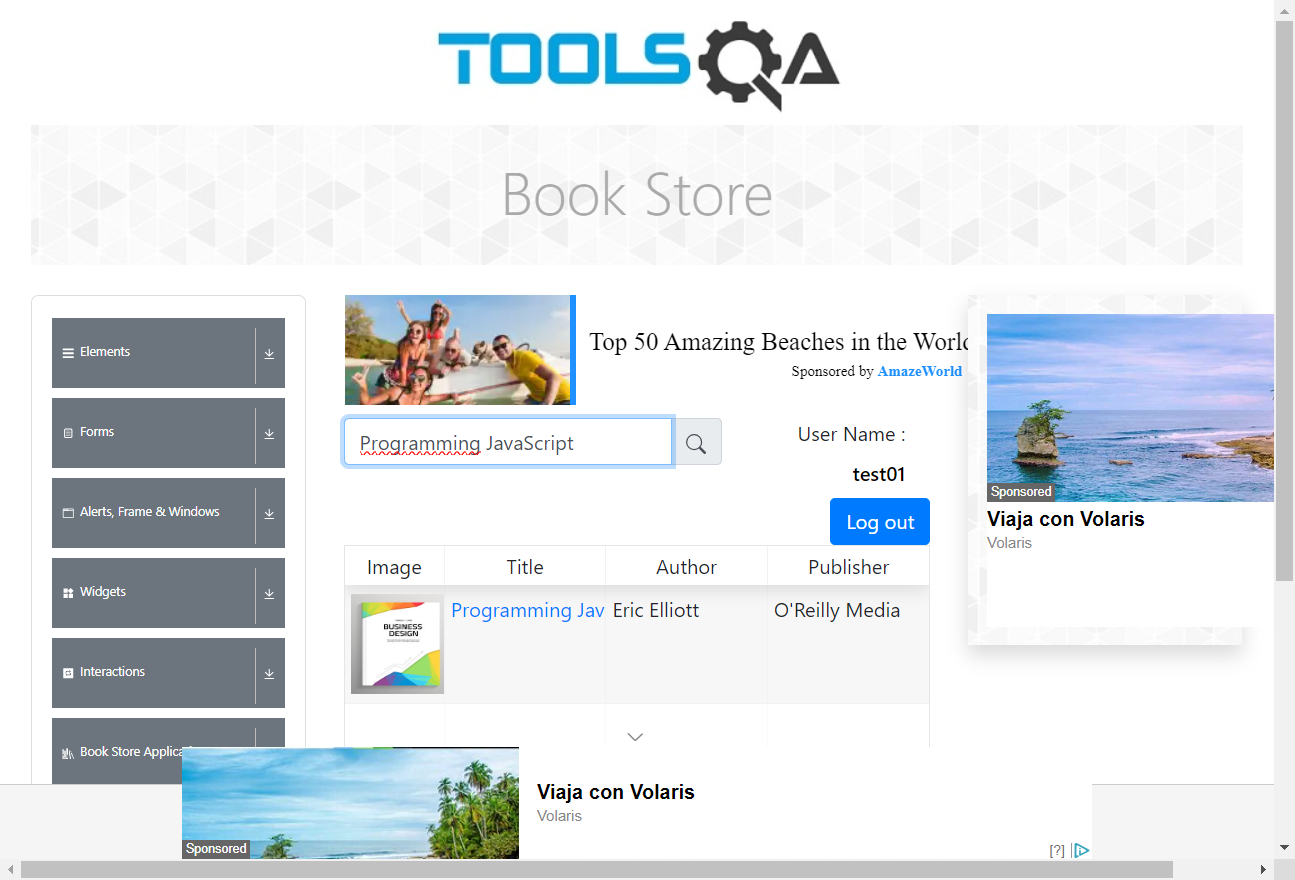 TOOLSQA
Book Store
Elements
Forms
Alerts, Frame & Windows
Widgets
Interactions
Book Store Applica
Top 50 Amazing Beaches in the World
Sponsored by AmazeWorld
Programming JavaScript
User Name :
test01
Log out
Image Title Author Publisher
BUSINESS
DESIGN
Programming Jav Eric Elliott O'Reilly Media
Sponsored
Viaja con Volaris
Volaris
Sponsored
Viaja con Volaris
Volaris
[?]